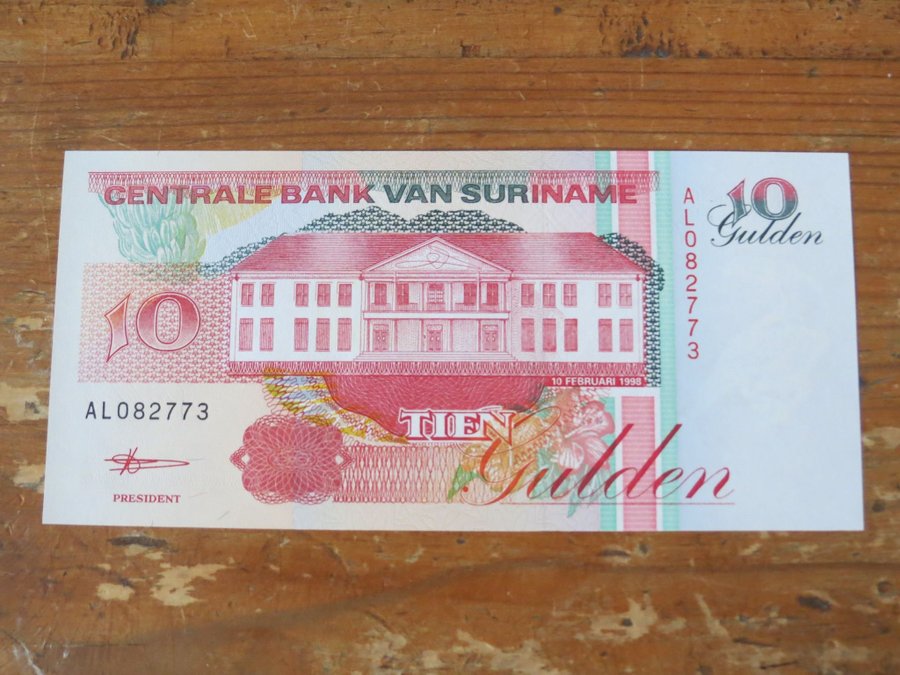 CENTRALE BANK VAN SURINAME
10
Gulden
AL082773
10
10 FEBRUARI 1998
AL082773
TIEN
Gulden
PRESIDENT